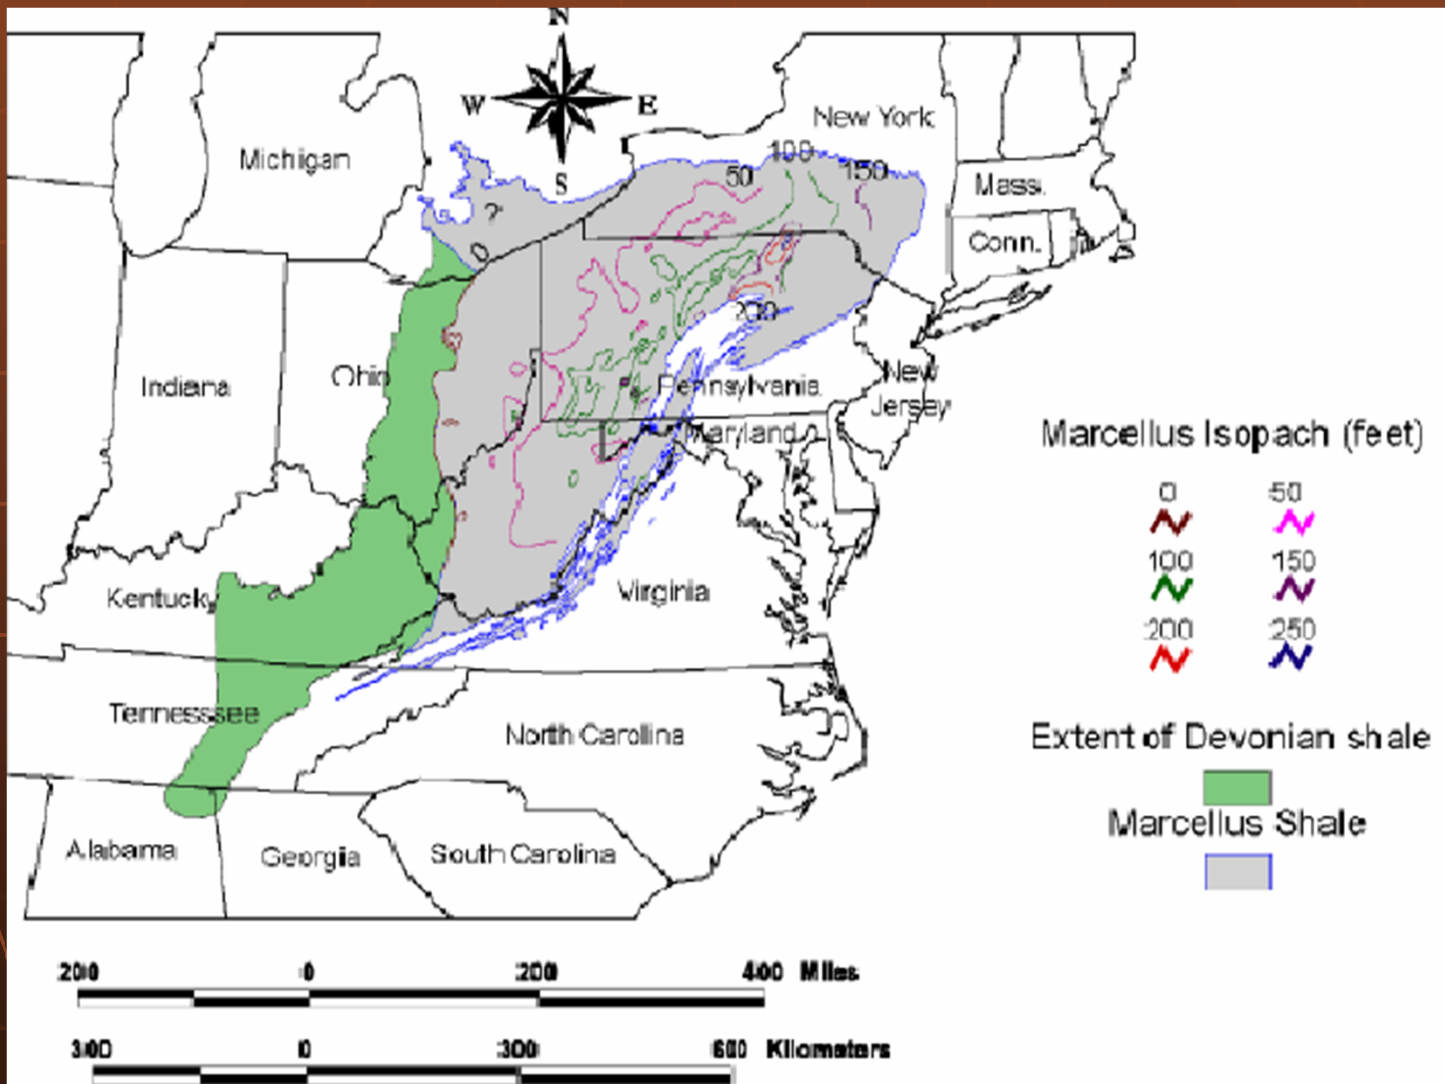 N
W E
S
New York
Michigan
100
50
150
Mass.
?
Conn.
0
200
Ohio
Indiana
Pennsylvania
New
Jersey
Maryland
Marcellus Isopach (feet)
0 50
100 150
200 250
Kentucky
Virginia
Tennesssee
North Carolina
Extent of Devonian shale
Marcellus Shale
Alabama
Georgia
South Carolina
200 0 200 400 Miles
300 0 300 600 Kilometers